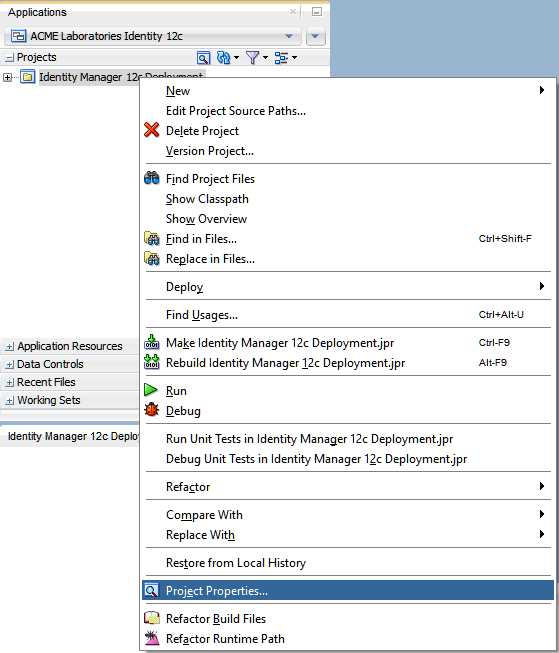 Applications
ACME Laboratories Identity 12c
Projects
Identity Manager 12c Deployment
New
Edit Project Source Paths...
Delete Project
Version Project...
Find Project Files
Show Classpath
Show Overview
Find in Files... Ctrl+Shift-F
Replace in Files...
Deploy
Find Usages... Ctrl+Alt-U
Make Identity Manager 12c Deployment.jpr Ctrl-F9
Rebuild Identity Manager 12c Deployment.jpr Alt-F9
Run
Debug
Run Unit Tests in Identity Manager 12c Deployment.jpr
Debug Unit Tests in Identity Manager 12c Deployment.jpr
Refactor
Compare With
Replace With
Restore from Local History
Project Properties...
Refactor Build Files
Refactor Runtime Path
Application Resources
Data Controls
Recent Files
Working Sets
Identity Manager 12c Deploy